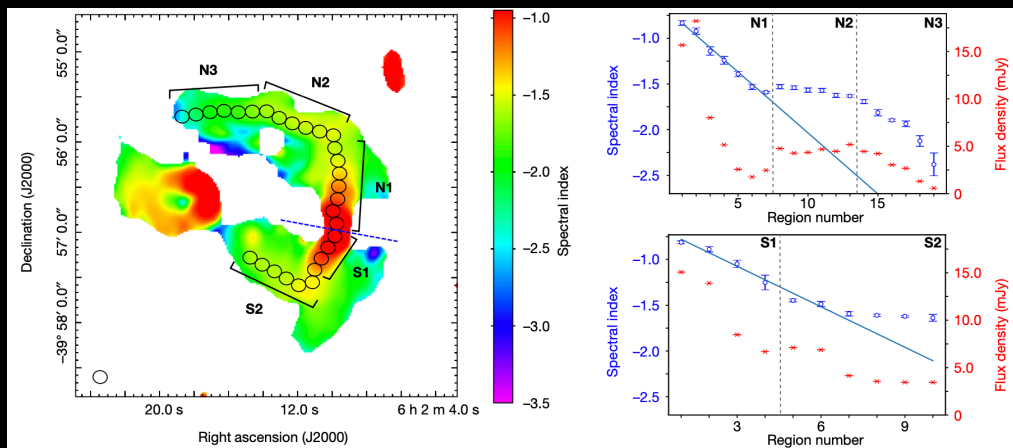 55′ 0.0″
56′ 0.0″
57′ 0.0″
-39° 58′ 0.0″
Declination (J2000)
N3
N2
N1
S1
S2
20.0 s
12.0 s
6 h 2 m 4.0 s
Right ascension (J2000)
−1.0
−1.5
−2.0
−2.5
−3.0
−3.5
Spectral index
N1
N2
N3
−1.0
−1.5
−2.0
−2.5
Spectral index
15.0
10.0
5.0
0
Flux density (mJy)
5
10
15
Region number
S1
S2
−1.0
−1.5
−2.0
−2.5
Spectral index
15.0
10.0
5.0
0
Flux density (mJy)
3
6
9
Region number